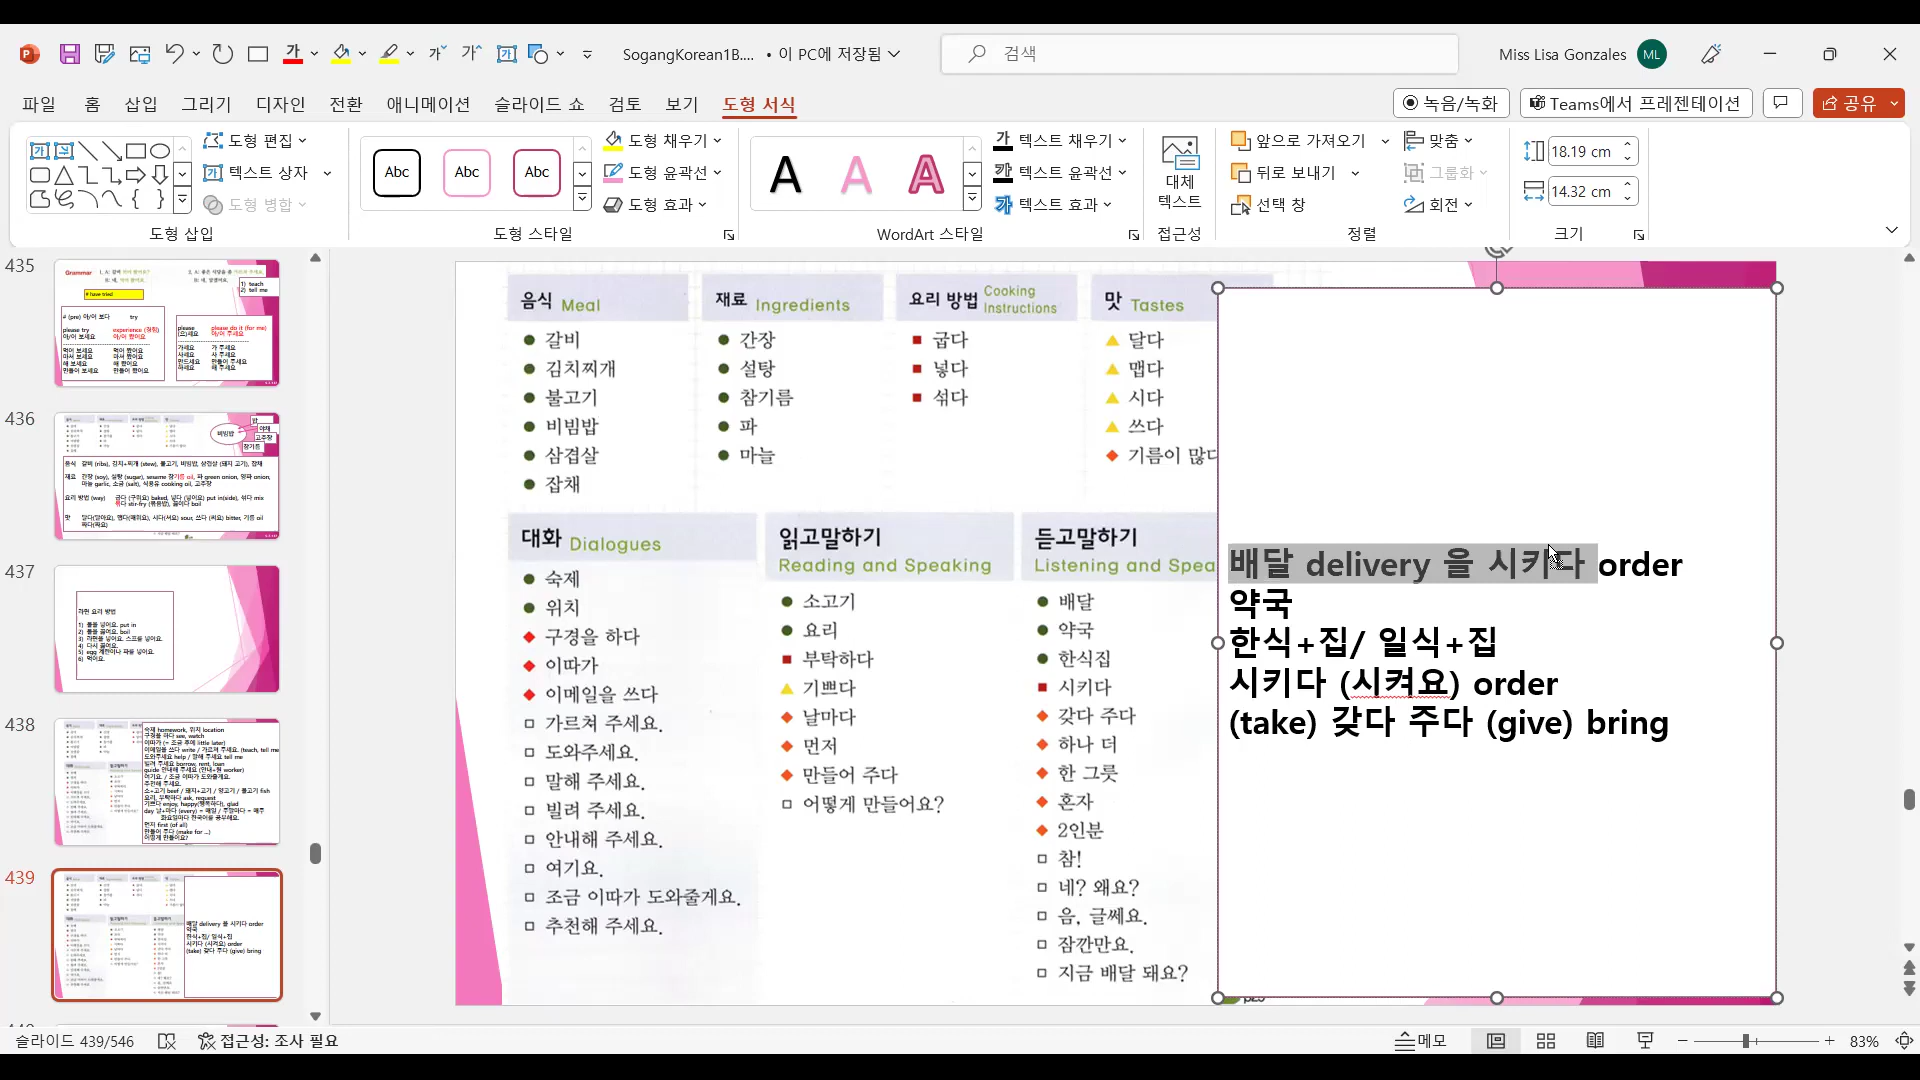 SogangKorean1B.... • 이 PC에 저장됨
검색
Miss Lisa Gonzales ML
파일 홈 삽입 그리기 디자인 전환 애니메이션 슬라이드 쇼 검토 보기 도형 서식
녹음/녹화 Teams에서 프레젠테이션 공유
도형 편집
텍스트 상자
도형 병합
도형 삽입
Abc Abc Abc
도형 채우기
도형 윤곽선
도형 효과
도형 스타일
A A A
텍스트 채우기
텍스트 윤곽선
텍스트 효과
WordArt 스타일
대체
텍스트
접근성
앞으로 가져오기
뒤로 보내기
선택 창
맞춤
그룹화
회전
정렬
18.19 cm
14.32 cm
크기
435
436
437
438
439
음식 Meal
갈비
김치찌개
불고기
비빔밥
삼겹살
잡채
재료 Ingredients
간장
설탕
참기름
파
마늘
요리 방법 Cooking Instructions
굽다
넣다
섞다
맛 Tastes
달다
맵다
시다
쓰다
기름이 많다
대화 Dialogues
숙제
위치
구경을 하다
이따가
이메일을 쓰다
가르쳐 주세요.
도와주세요.
말해 주세요.
빌려 주세요.
안내해 주세요.
여기요.
조금 이따가 도와줄게요.
추천해 주세요.
읽고말하기
Reading and Speaking
소고기
요리
부탁하다
기쁘다
날마다
먼저
만들어 주다
어떻게 만들어요?
듣고말하기
Listening and Spea
배달
약국
한식집
시키다
갖다 주다
하나 더
한 그릇
혼자
2인분
참!
네? 왜요?
음, 글쎄요.
잠깐만요.
지금 배달 돼요?
배달 delivery 을 시키다 order
약국
한식+집/ 일식+집
시키다 (시켜요) order
(take) 갖다 주다 (give) bring
슬라이드 439/546
접근성: 조사 필요
메모
83%